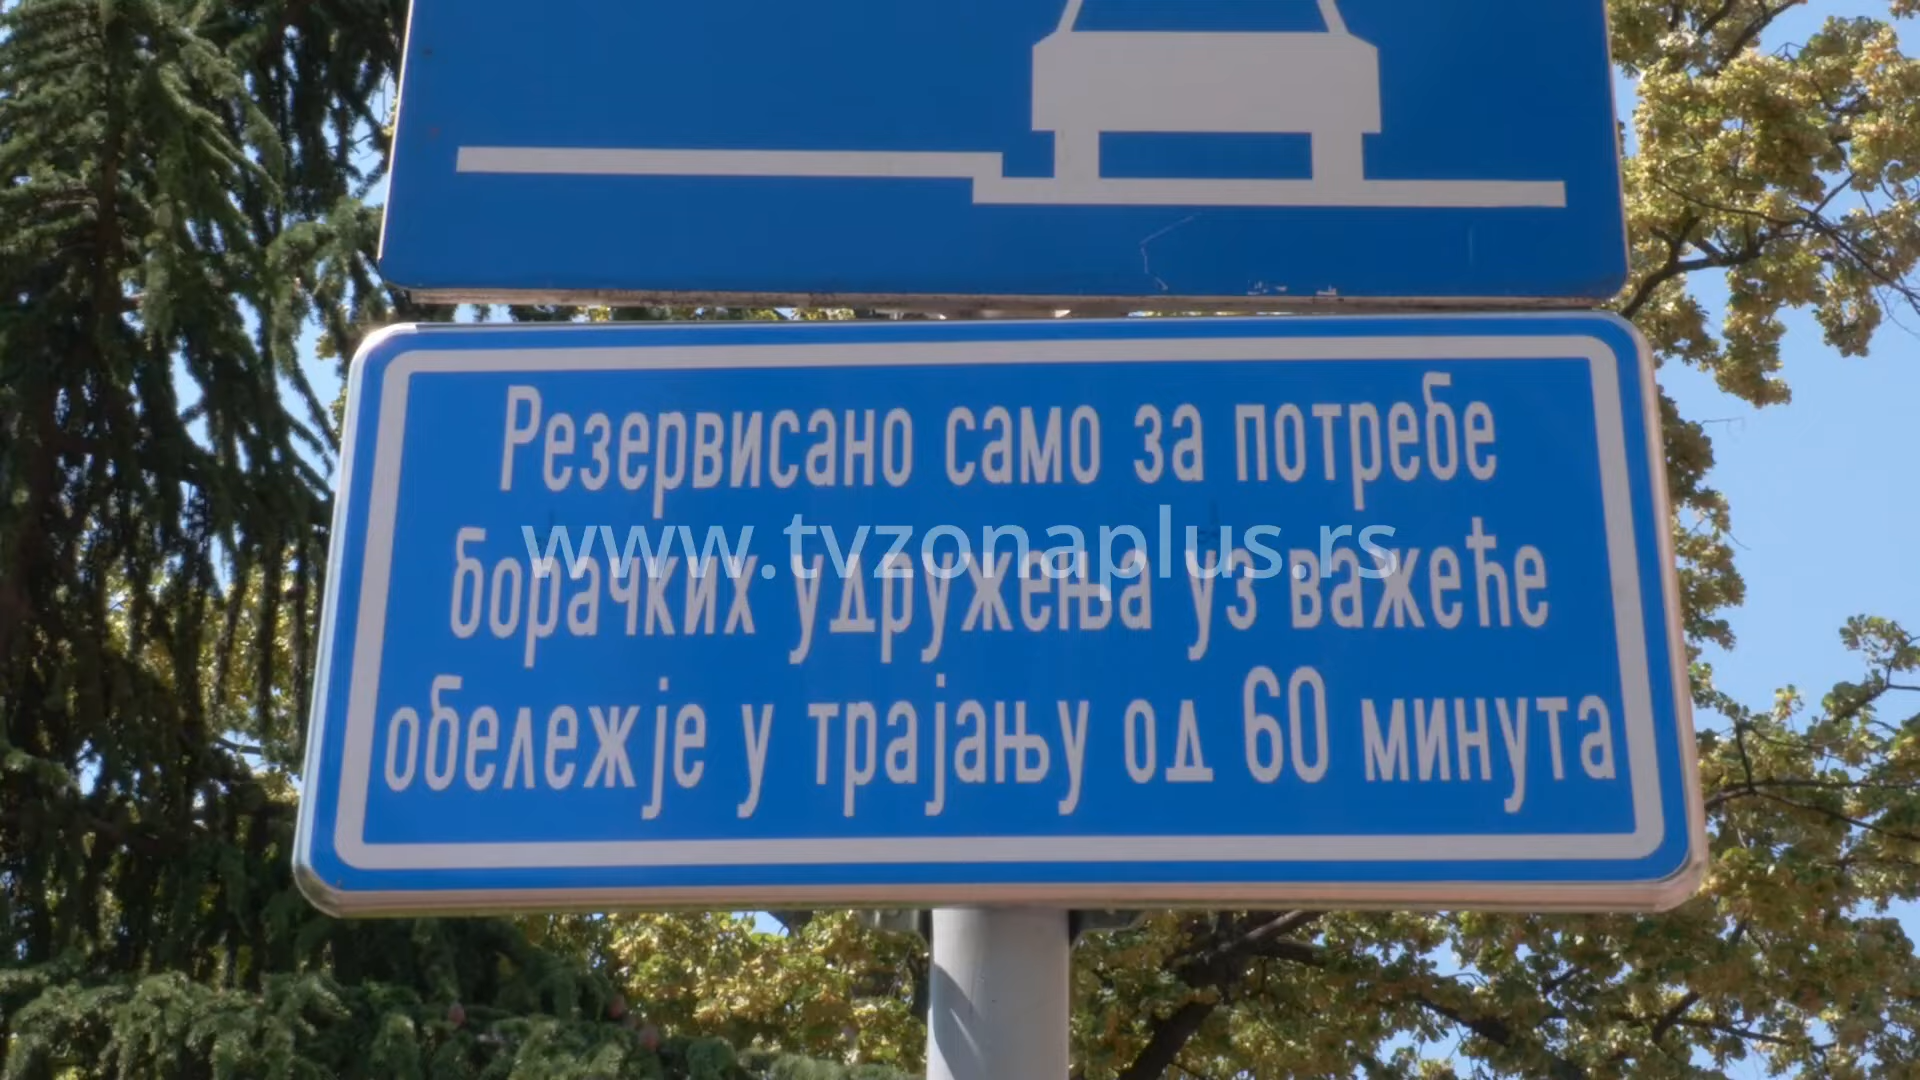 Резервисано само за потребе
www.tvzonaplus.rs
борачких удружења уз важеће
обележје у трајању од 60 минута